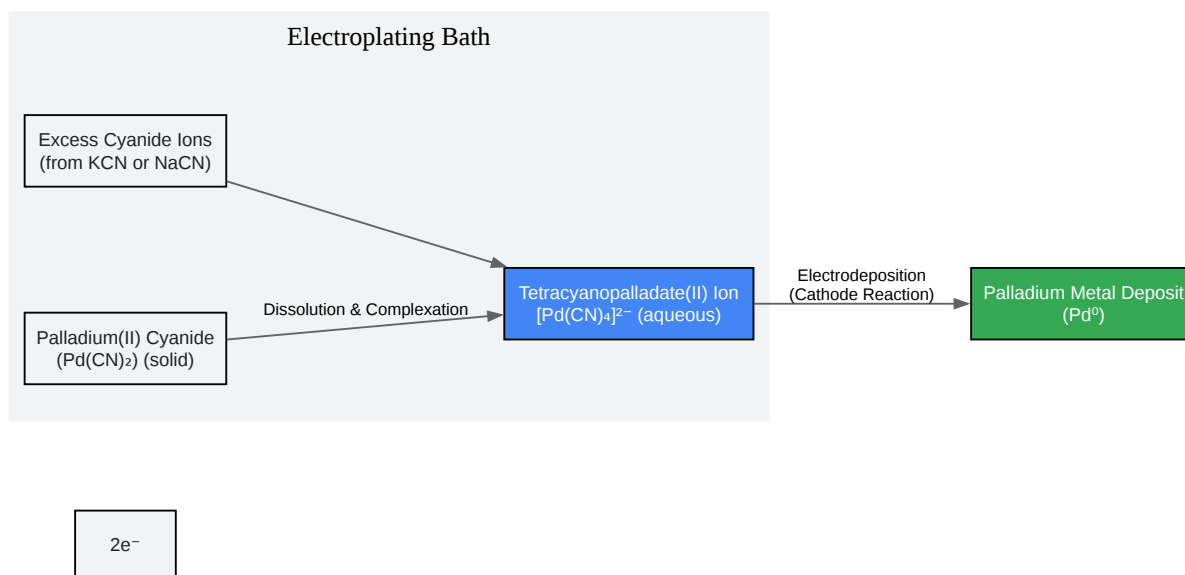 Electroplating Bath
Excess Cyanide Ions
(from KCN or NaCN)
Palladium(II) Cyanide
(Pd(CN)₂) (solid)
Dissolution & Complexation
Tetracyanopalladate(II) Ion
[Pd(CN)₄]²⁻ (aqueous)
Electrodeposition
(Cathode Reaction)
Palladium Metal Deposit
(Pd⁰)
2e⁻